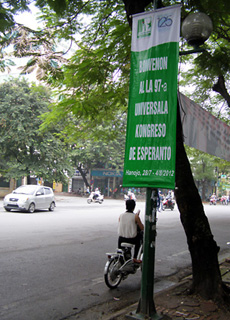 125
BONVENON
AL LA 97-a
UNIVERSALA
KONGRESO
DE ESPERANTO
Hanojo, 28/7 - 4/8/2012